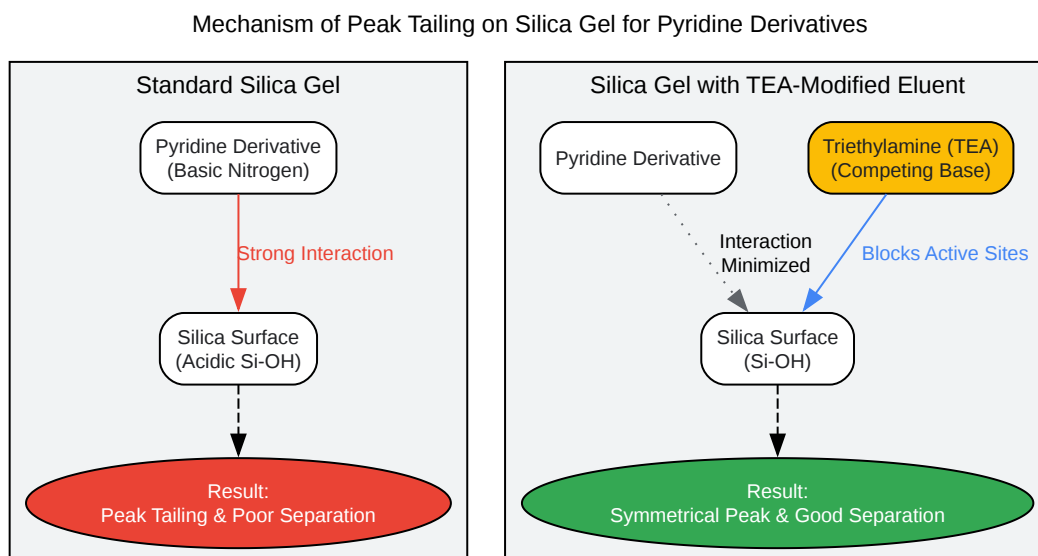 Mechanism of Peak Tailing on Silica Gel for Pyridine Derivatives
Standard Silica Gel
Pyridine Derivative
(Basic Nitrogen)
Strong Interaction
Silica Surface
(Acidic Si-OH)
Result:
Peak Tailing & Poor Separation
Silica Gel with TEA-Modified Eluent
Pyridine Derivative
Triethylamine (TEA)
(Competing Base)
Interaction
Minimized
Blocks Active Sites
Silica Surface
(Si-OH)
Result:
Symmetrical Peak & Good Separation